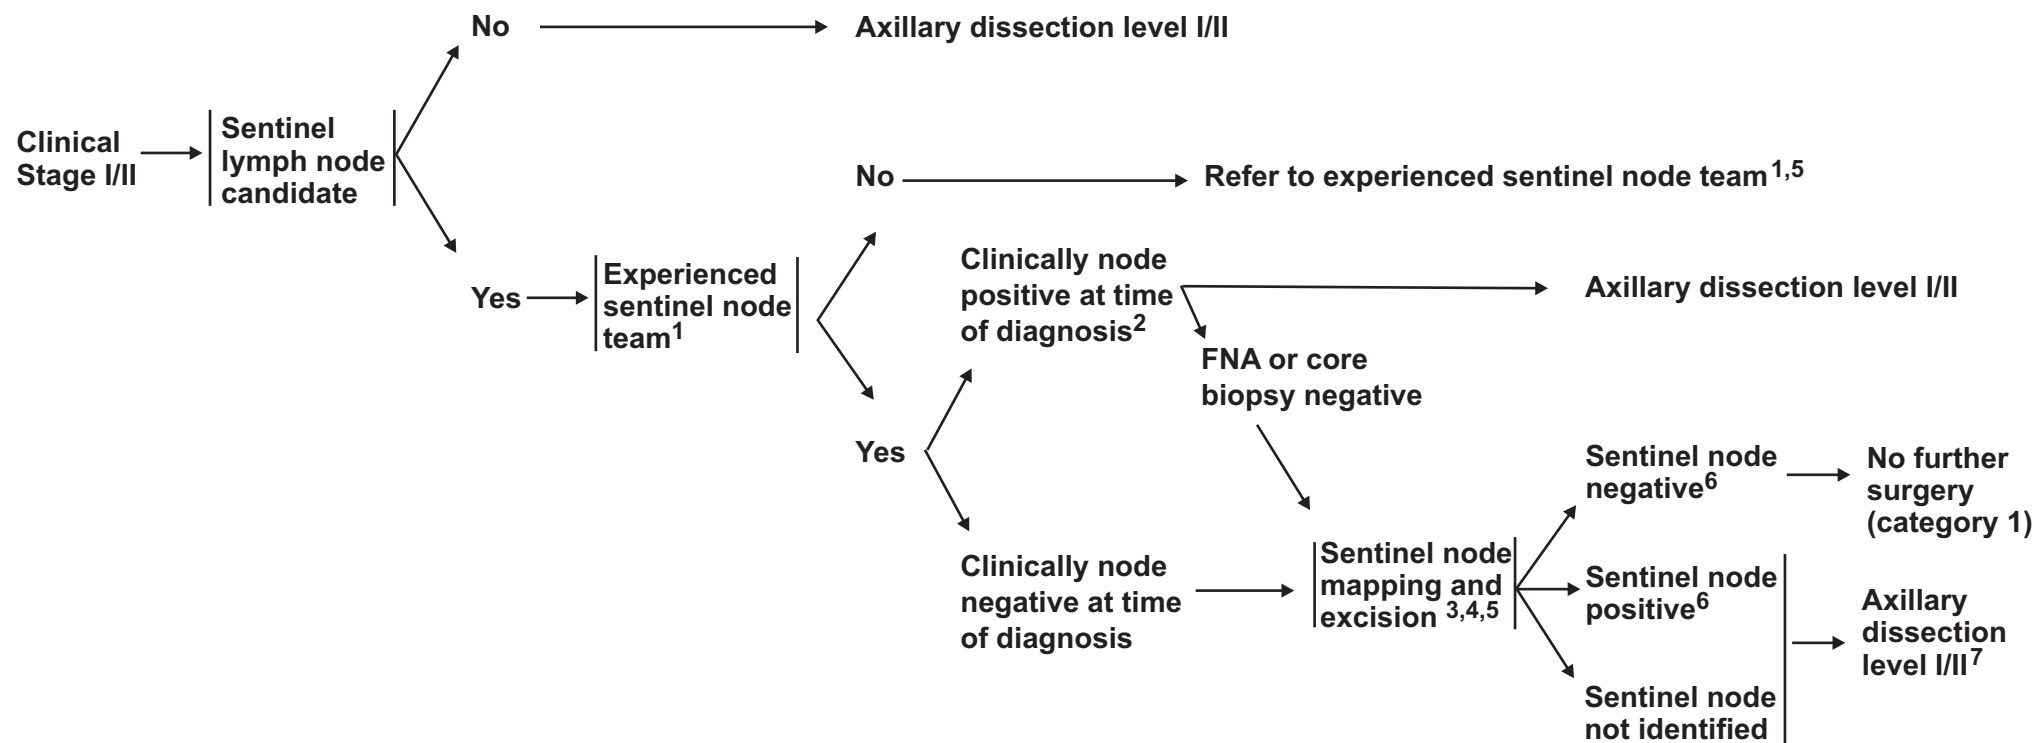 No
Axillary dissection level I/II
Clinical
Stage I/II
Sentinel
lymph node
candidate
No
Refer to experienced sentinel node team1,5
Yes
Experienced
sentinel node
team1
Clinically node
positive at time
of diagnosis2
Axillary dissection level I/II
FNA or core
biopsy negative
Yes
Clinically node
negative at time
of diagnosis
Sentinel node
mapping and
excision 3,4,5
Sentinel node
negative6
No further
surgery
(category 1)
Sentinel node
positive6
Sentinel node
not identified
Axillary
dissection
level I/II7